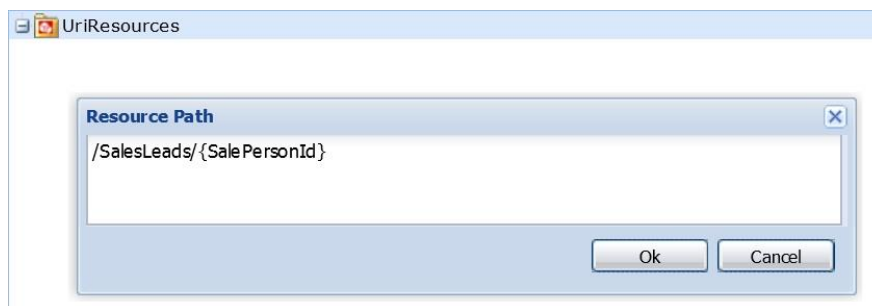 UriResources
Resource Path
/SalesLeads/{SalePersonId}
Ok Cancel